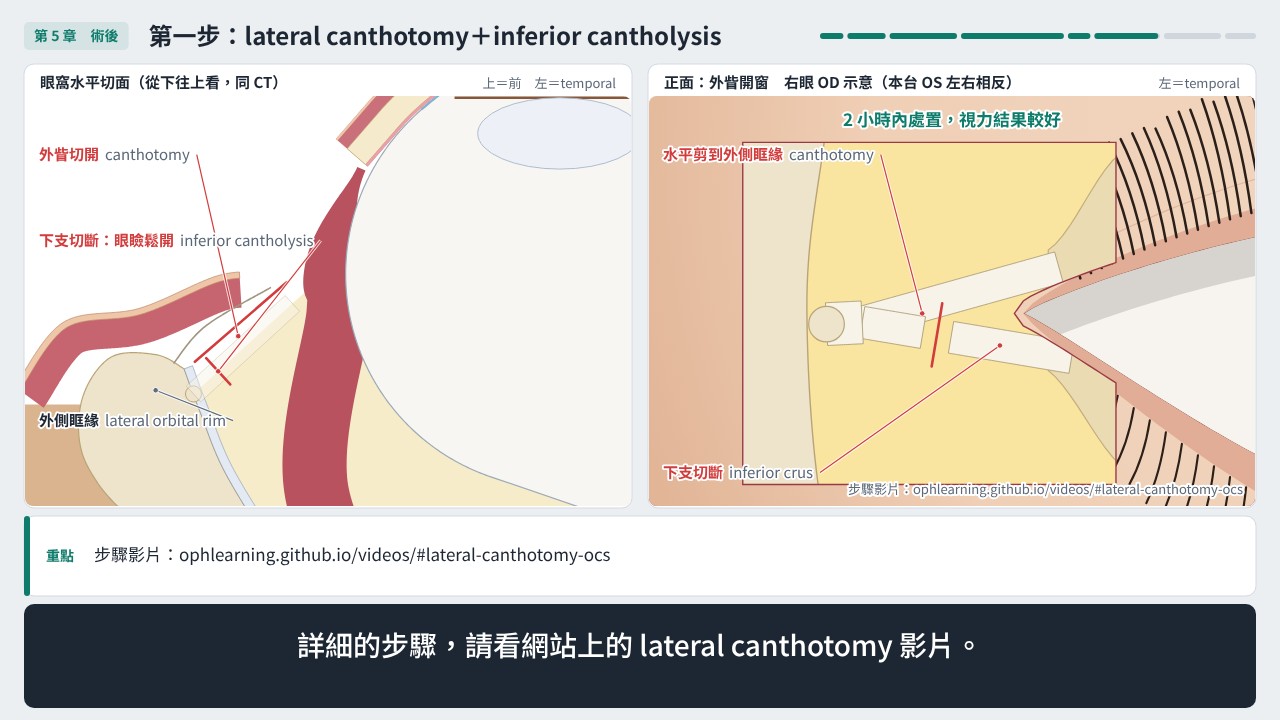 第 5 章　術後
第一步：lateral canthotomy＋inferior cantholysis
眼窩水平切面（從下往上看，同 CT）
上＝前　左＝temporal
外眥切開 canthotomy
下支切斷：眼瞼鬆開 inferior cantholysis
外側眶緣 lateral orbital rim
正面：外眥開窗　右眼 OD 示意（本台 OS 左右相反）
左＝temporal
2 小時內處置，視力結果較好
水平剪到外側眶緣 canthotomy
下支切斷 inferior crus
步驟影片：ophlearning.github.io/videos/#lateral-canthotomy-ocs
重點　步驟影片：ophlearning.github.io/videos/#lateral-canthotomy-ocs
詳細的步驟，請看網站上的 lateral canthotomy 影片。